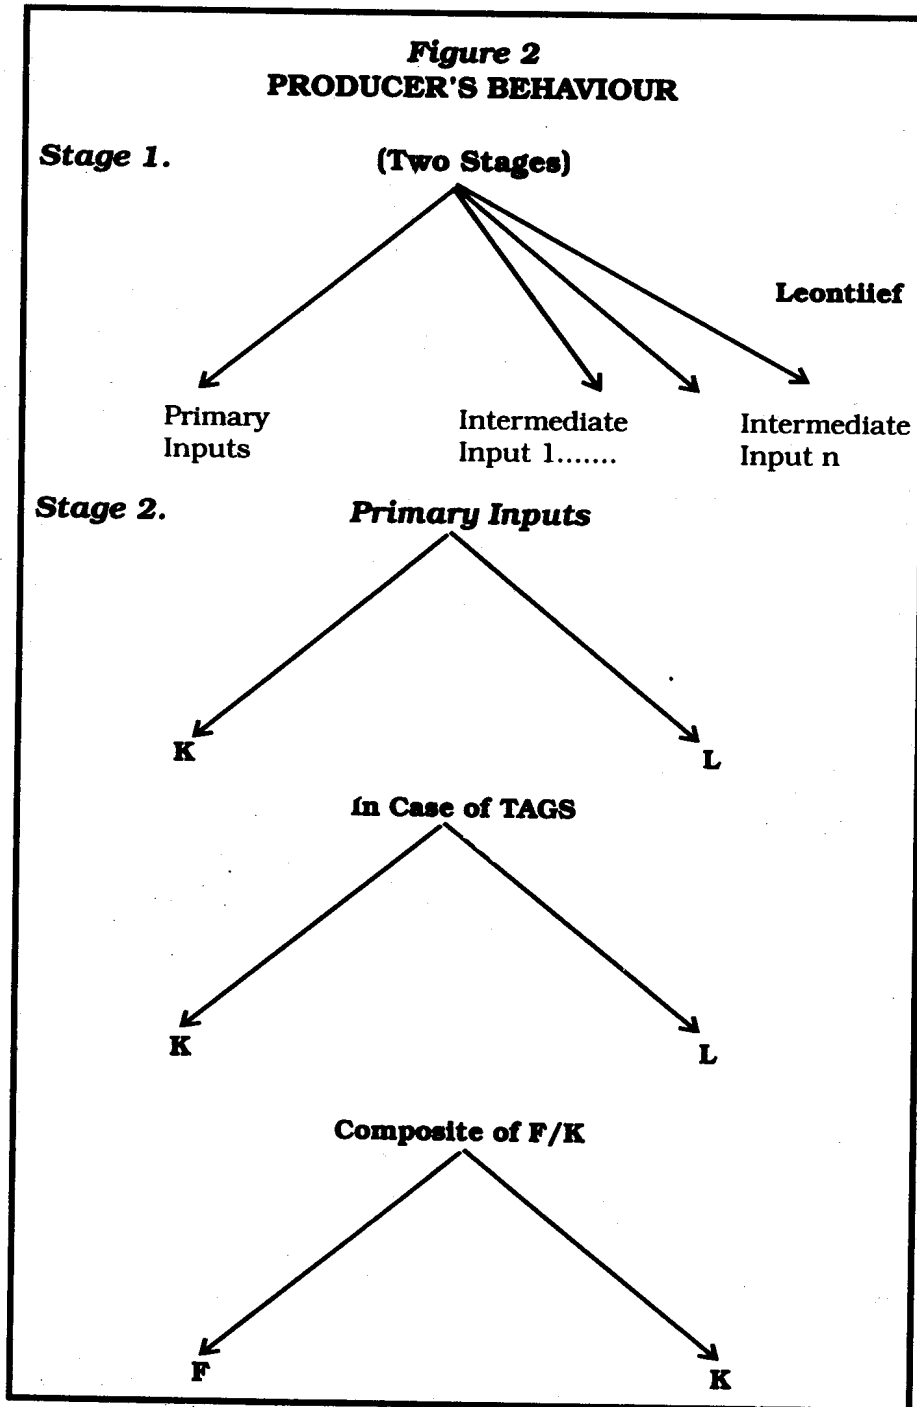 Figure 2
PRODUCER'S BEHAVIOUR
Stage 1.
(Two Stages)
Leontiief
Primary
Inputs
Intermediate
Input 1.......
Intermediate
Input n
Stage 2.
Primary Inputs
K
L
In Case of TAGS
K
L
Composite of F/K
F
K